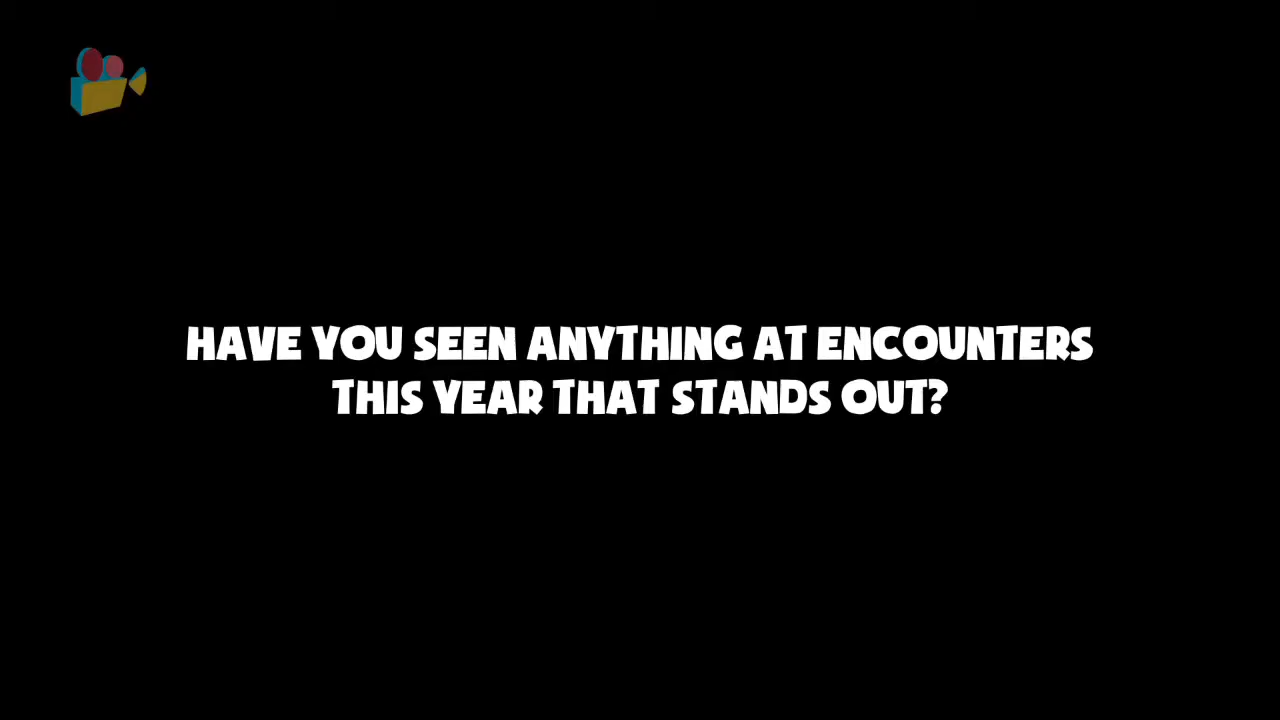 HAVE YOU SEEN ANYTHING AT ENCOUNTERS
THIS YEAR THAT STANDS OUT?